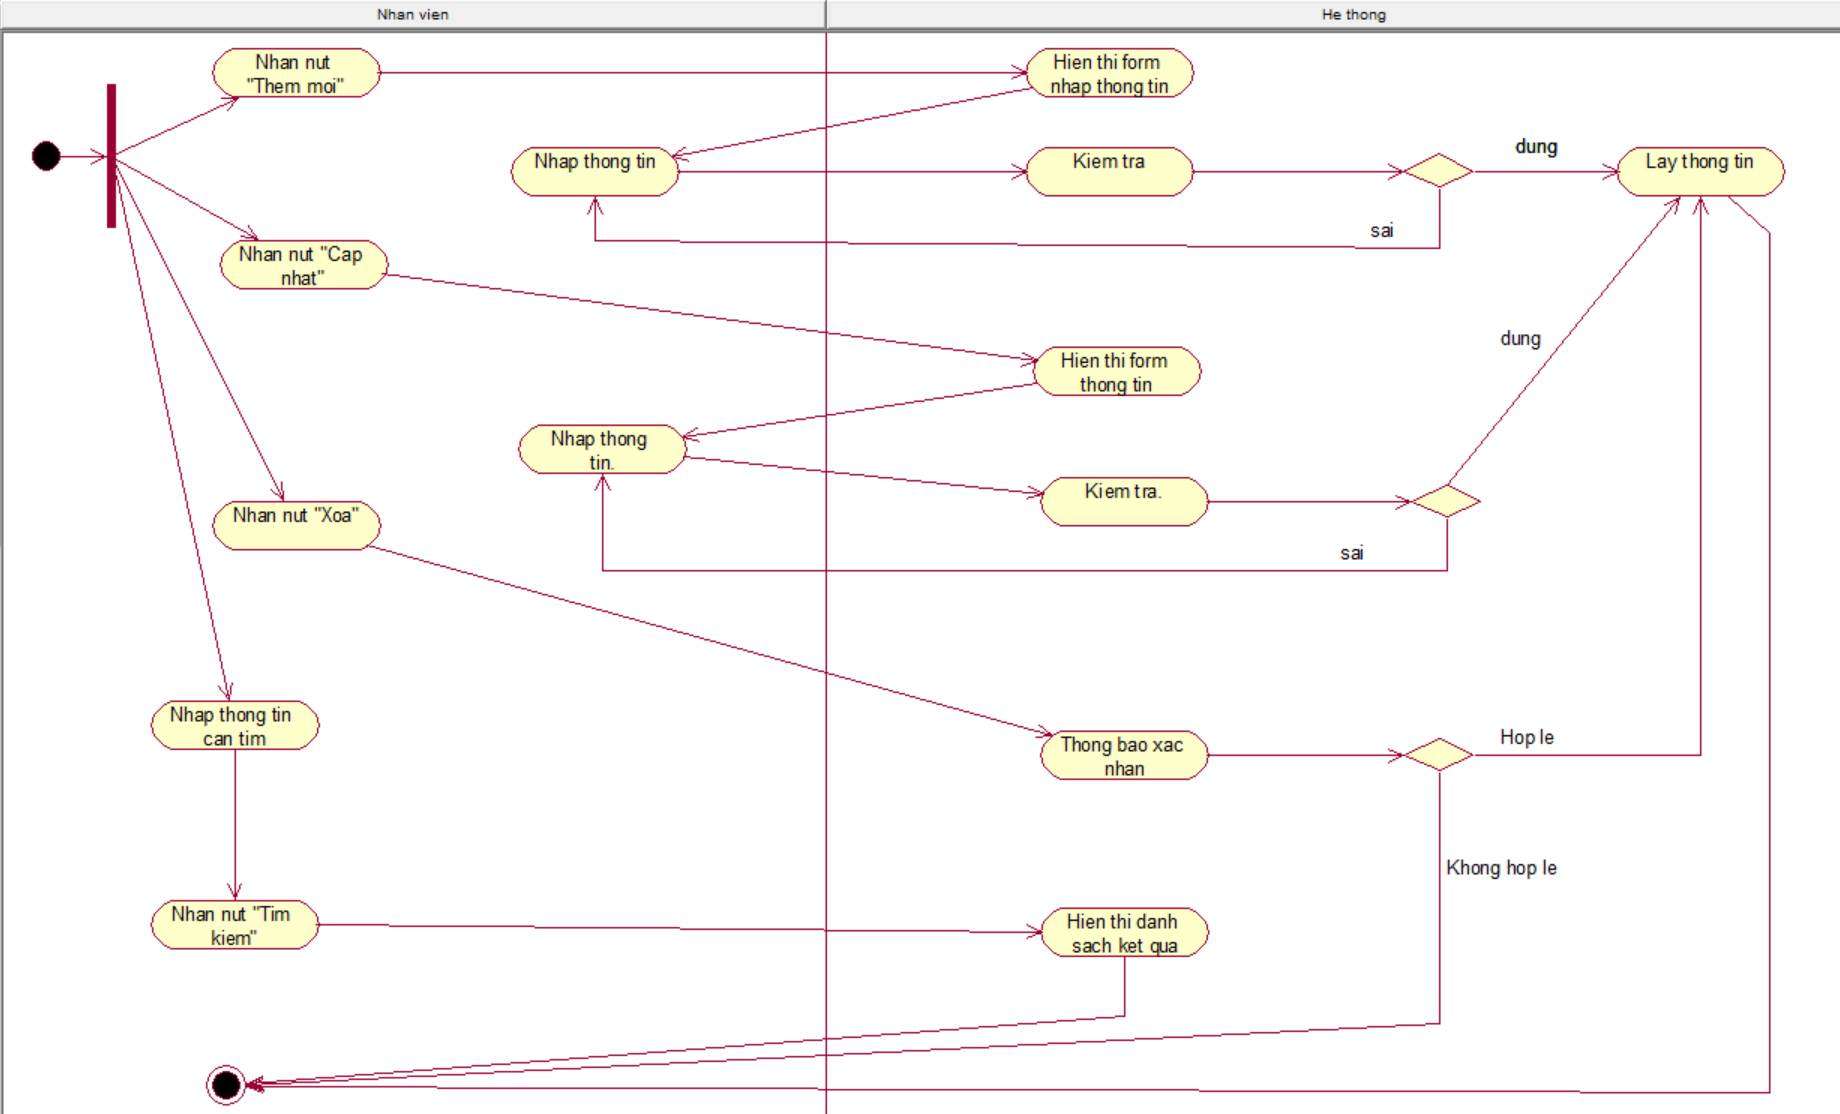 Nhan vien
He thong
Nhan nut
"Them moi"
Hien thi form
nhap thong tin
Nhap thong tin
Kiem tra
dung
Lay thong tin
sai
Nhan nut "Cap
nhat"
Hien thi form
thong tin
dung
Nhap thong
tin.
Kiem tra.
Nhan nut "Xoa"
sai
Nhap thong tin
can tim
Thong bao xac
nhan
Hop le
Khong hop le
Nhan nut "Tim
kiem"
Hien thi danh
sach ket qua